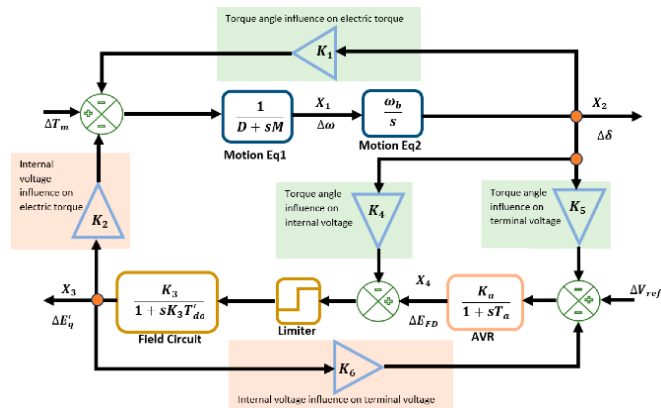 Torque angle influence on electric torque
K₁
ΔTₘ
1
D + sM
Motion Eq1
X₁
Δω
ω_b
s
Motion Eq2
X₂
Δδ
Internal
voltage
influence on
electric torque
K₂
Torque angle
influence on
internal voltage
K₄
Torque angle
influence on
terminal voltage
K₅
X₃
ΔE′q
K₃
1 + sK₃T′do
Field Circuit
Limiter
X₄
ΔE_FD
Kₐ
1 + sTₐ
AVR
ΔV_ref
K₆
Internal voltage influence on terminal voltage